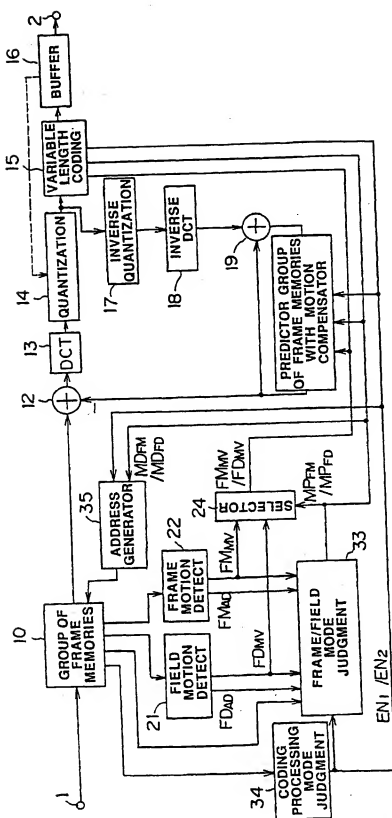 1
10
GROUP OF
FRAME
MEMORIES
12
+
−
13
DCT
14
QUANTIZATION
15
VARIABLE
LENGTH
CODING
16
BUFFER
2
17
INVERSE
QUANTIZATION
18
INVERSE
DCT
19
+
PREDICTOR GROUP
OF FRAME MEMORIES
WITH MOTION
COMPENSATOR
35
ADDRESS
GENERATOR
MDFM
/MDFD
21
FIELD
MOTION
DETECT
22
FRAME
MOTION
DETECT
FDAD
FMAD
FMMV
FDMV
24
SELECTOR
FMMV
/FDMV
MPFM
/MPFD
33
FRAME/FIELD
MODE
JUDGMENT
34
CODING
PROCESSING
MODE
JUDGMENT
EN1/EN2